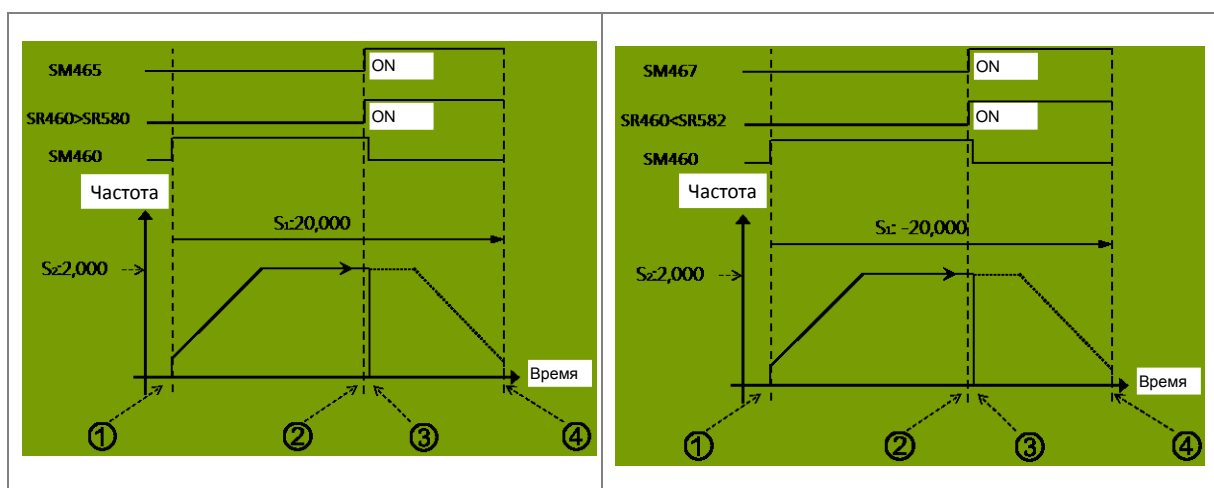 SM465
ON
SR460>SR580
ON
SM460
Частота
S1:20,000
S2:2,000
Время
① ② ③ ④
SM467
ON
SR460<SR582
ON
SM460
Частота
S1: -20,000
S2:2,000
Время
① ② ③ ④